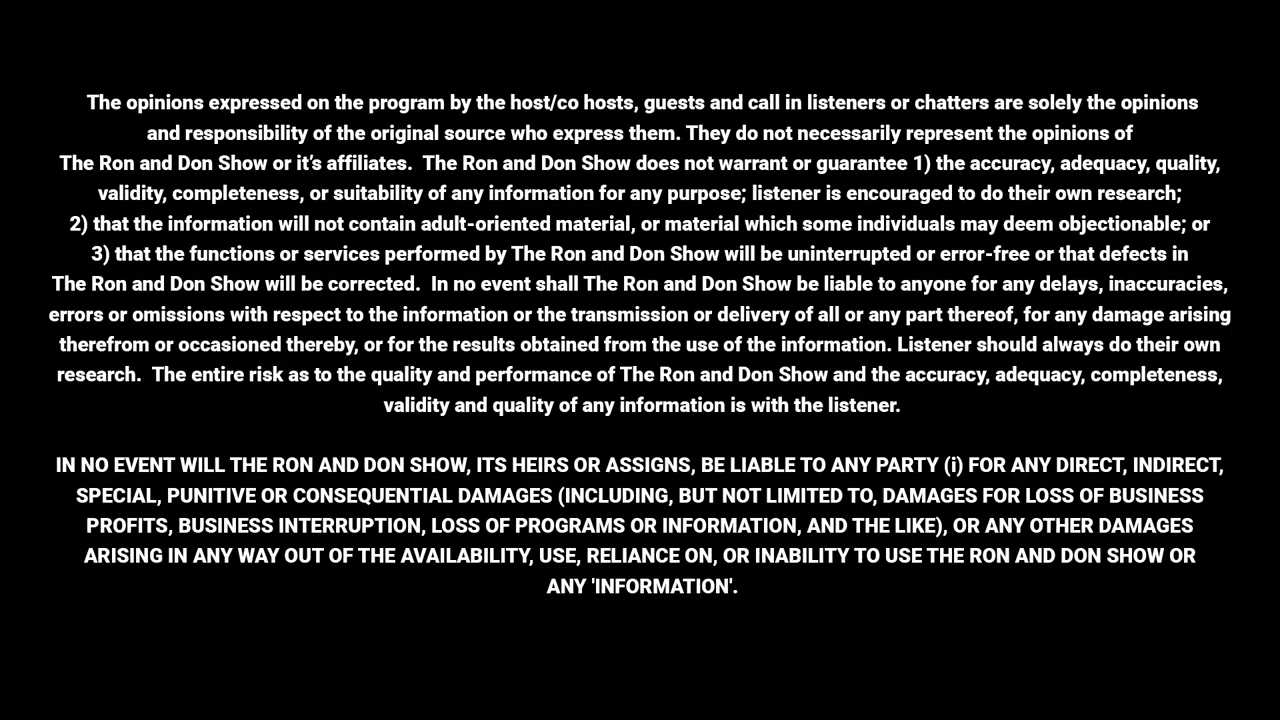 The opinions expressed on the program by the host/co hosts, guests and call in listeners or chatters are solely the opinions
and responsibility of the original source who express them. They do not necessarily represent the opinions of
The Ron and Don Show or it’s affiliates.  The Ron and Don Show does not warrant or guarantee 1) the accuracy, adequacy, quality,
validity, completeness, or suitability of any information for any purpose; listener is encouraged to do their own research;
2) that the information will not contain adult-oriented material, or material which some individuals may deem objectionable; or
3) that the functions or services performed by The Ron and Don Show will be uninterrupted or error-free or that defects in
The Ron and Don Show will be corrected.  In no event shall The Ron and Don Show be liable to anyone for any delays, inaccuracies,
errors or omissions with respect to the information or the transmission or delivery of all or any part thereof, for any damage arising
therefrom or occasioned thereby, or for the results obtained from the use of the information. Listener should always do their own
research.  The entire risk as to the quality and performance of The Ron and Don Show and the accuracy, adequacy, completeness,
validity and quality of any information is with the listener.
IN NO EVENT WILL THE RON AND DON SHOW, ITS HEIRS OR ASSIGNS, BE LIABLE TO ANY PARTY (i) FOR ANY DIRECT, INDIRECT,
SPECIAL, PUNITIVE OR CONSEQUENTIAL DAMAGES (INCLUDING, BUT NOT LIMITED TO, DAMAGES FOR LOSS OF BUSINESS
PROFITS, BUSINESS INTERRUPTION, LOSS OF PROGRAMS OR INFORMATION, AND THE LIKE), OR ANY OTHER DAMAGES
ARISING IN ANY WAY OUT OF THE AVAILABILITY, USE, RELIANCE ON, OR INABILITY TO USE THE RON AND DON SHOW OR
ANY 'INFORMATION'.